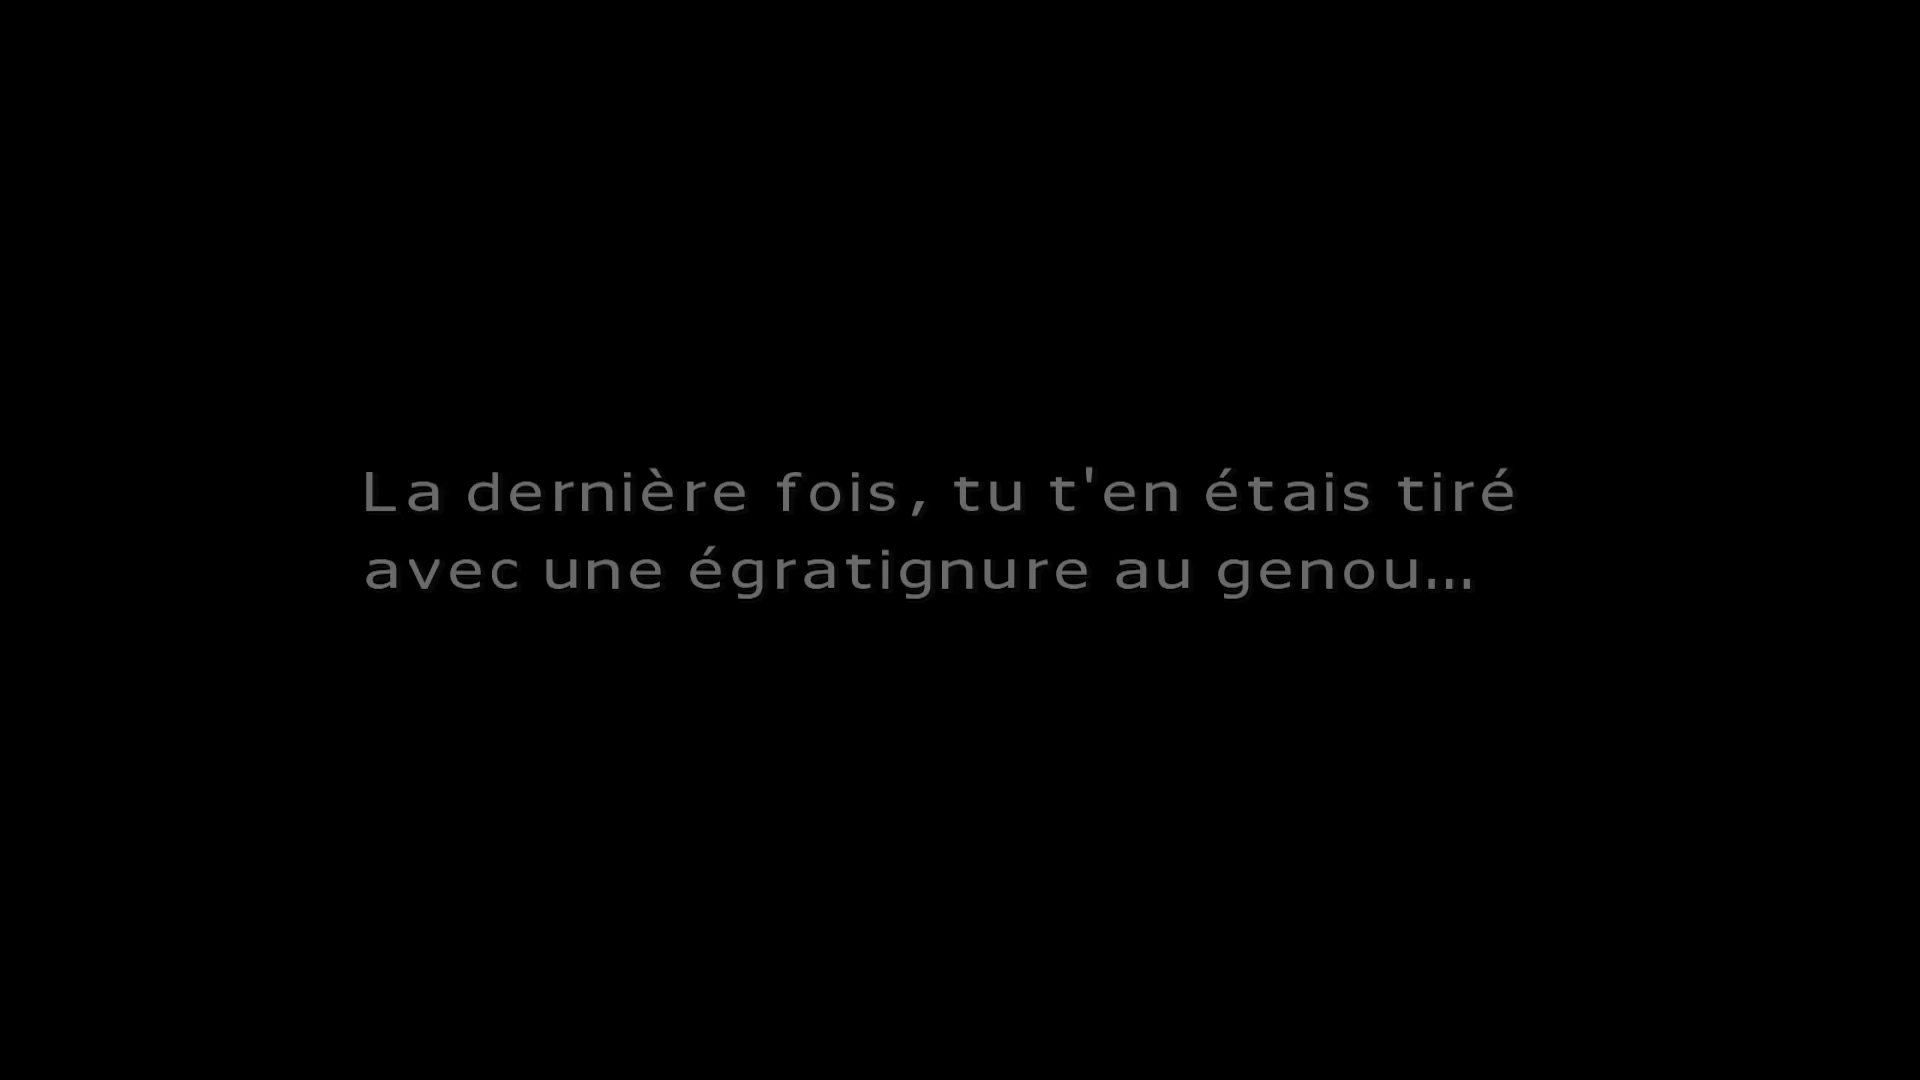 La dernière fois, tu t'en étais tiré
avec une égratignure au genou...